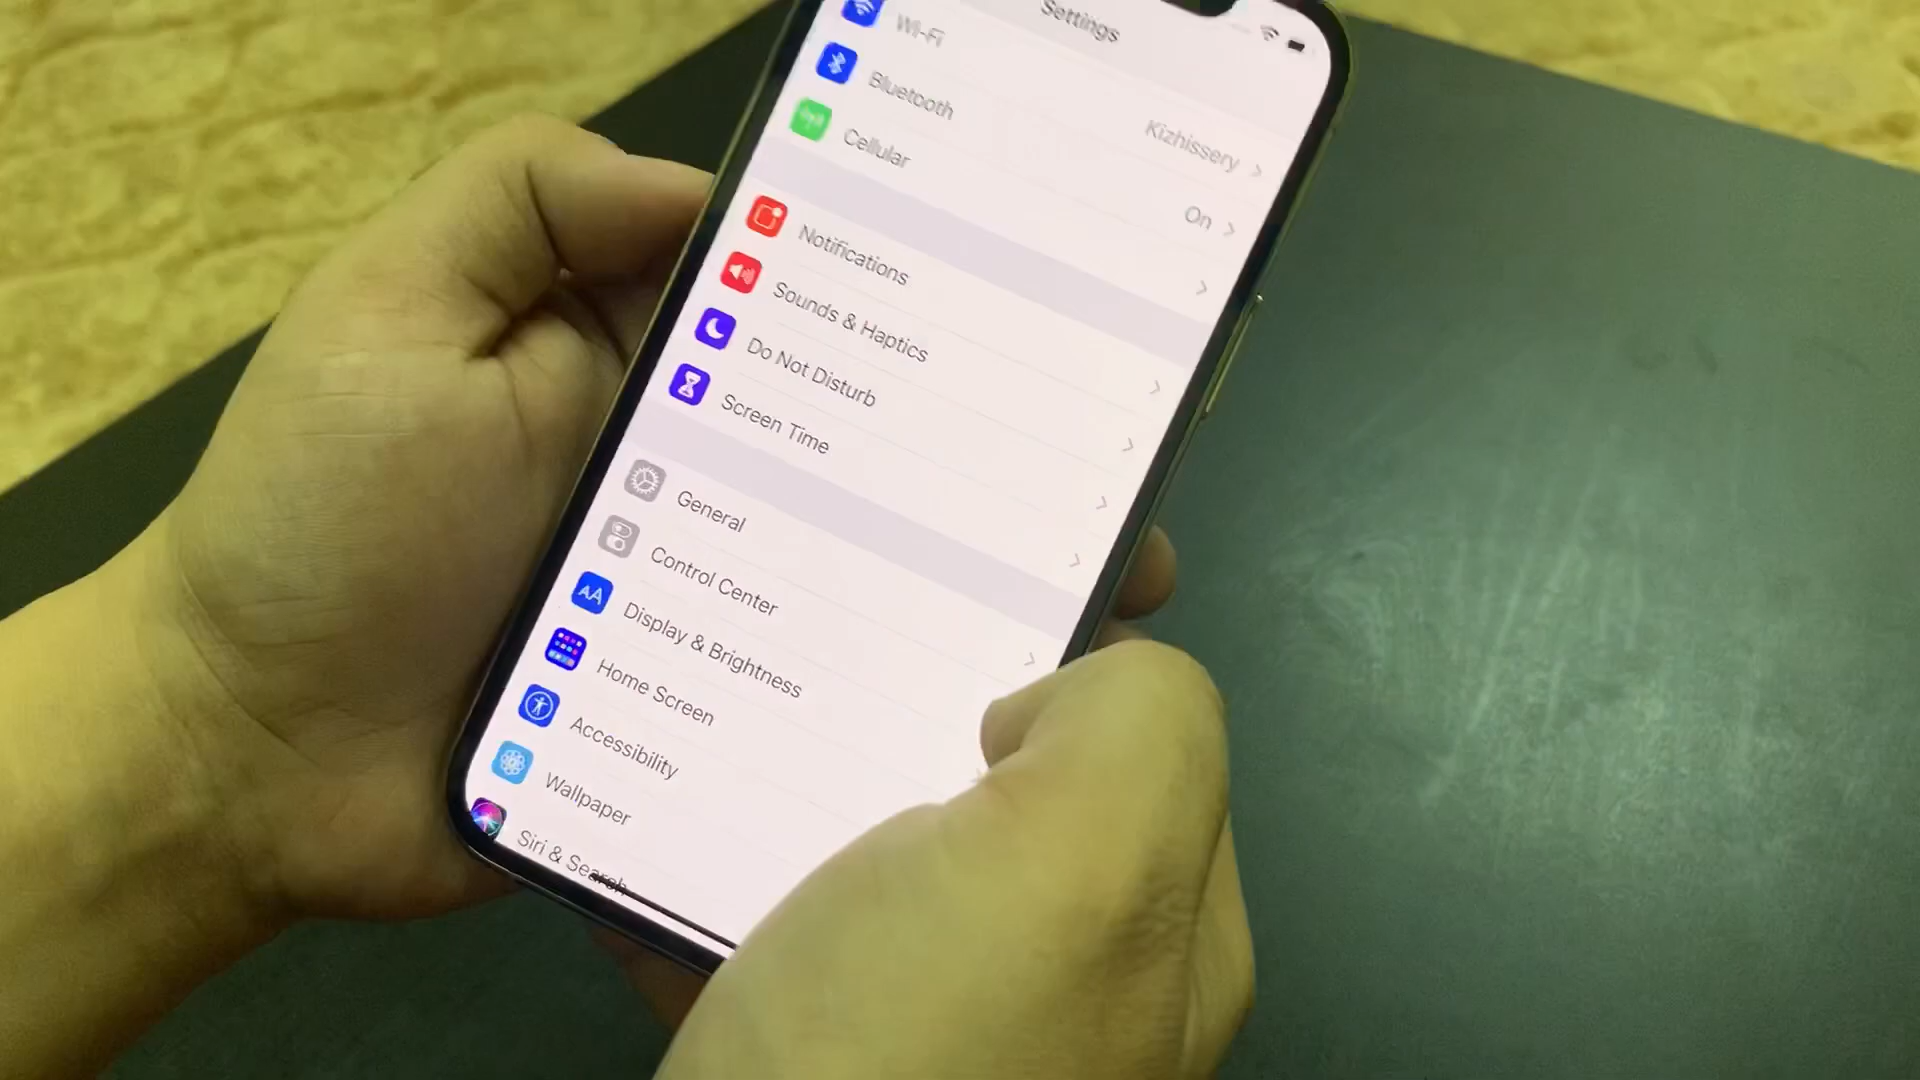 Settings
Wi-Fi
Kizhissery
Bluetooth
On
Cellular
Notifications
Sounds & Haptics
Do Not Disturb
Screen Time
General
Control Center
AA
Display & Brightness
Home Screen
Accessibility
Wallpaper
Siri & Search